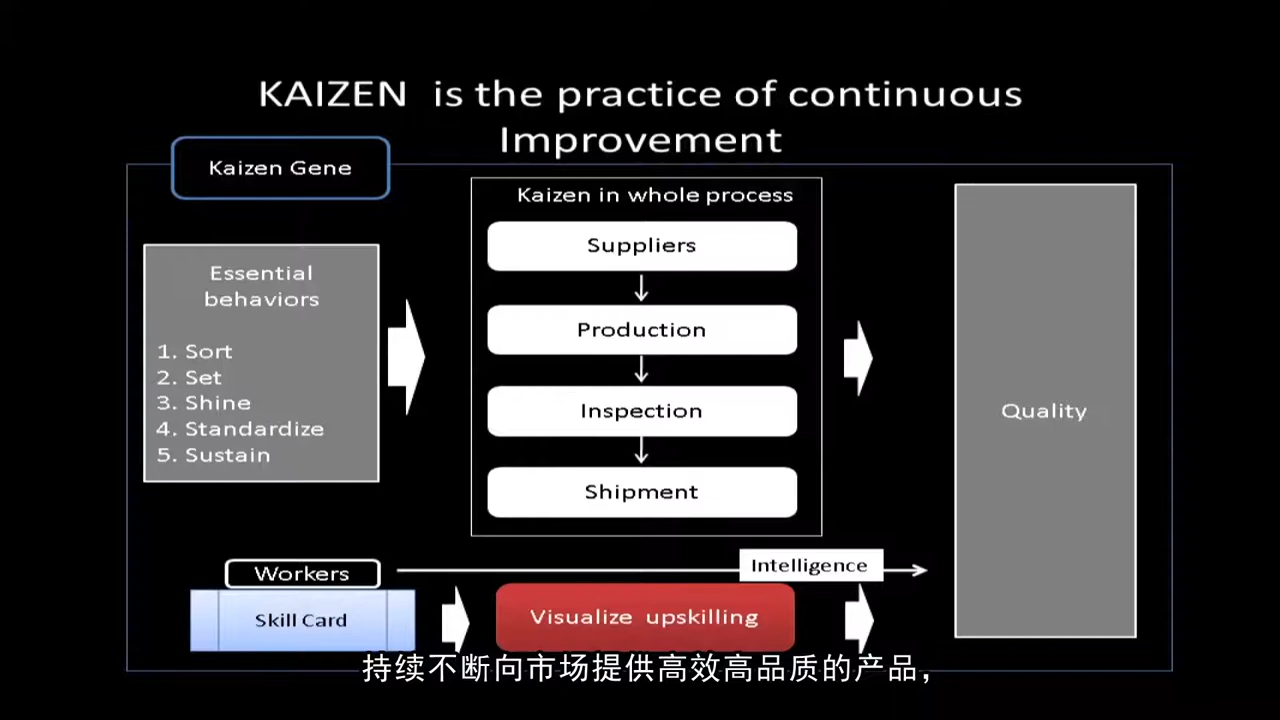 KAIZEN is the practice of continuous
Improvement
Kaizen Gene
Essential
behaviors
1. Sort
2. Set
3. Shine
4. Standardize
5. Sustain
Kaizen in whole process
Suppliers
Production
Inspection
Shipment
Quality
Workers
Intelligence
Skill Card
Visualize upskilling
持续不断向市场提供高效高品质的产品，